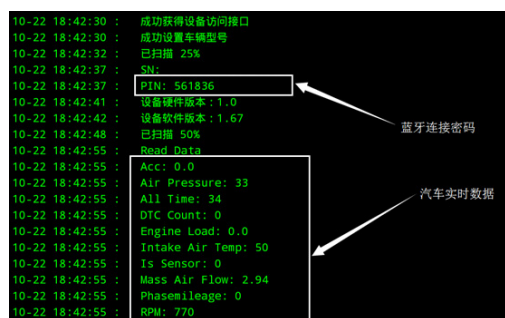 10-22 18:42:30 : 成功获得设备访问接口
10-22 18:42:30 : 成功设置车辆型号
10-22 18:42:32 : 已扫描 25%
10-22 18:42:37 : SN:
10-22 18:42:37 : PIN: 561836
10-22 18:42:41 : 设备硬件版本：1.0
10-22 18:42:42 : 设备软件版本：1.67
蓝牙连接密码
10-22 18:42:48 : 已扫描 50%
10-22 18:42:55 : Read Data
10-22 18:42:55 : Acc: 0.0
10-22 18:42:55 : Air Pressure: 33
10-22 18:42:55 : All Time: 34
汽车实时数据
10-22 18:42:55 : DTC Count: 0
10-22 18:42:55 : Engine Load: 0.0
10-22 18:42:55 : Intake Air Temp: 50
10-22 18:42:55 : Is Sensor: 0
10-22 18:42:55 : Mass Air Flow: 2.94
10-22 18:42:55 : Phasemileage: 0
10-22 18:42:55 : RPM: 770